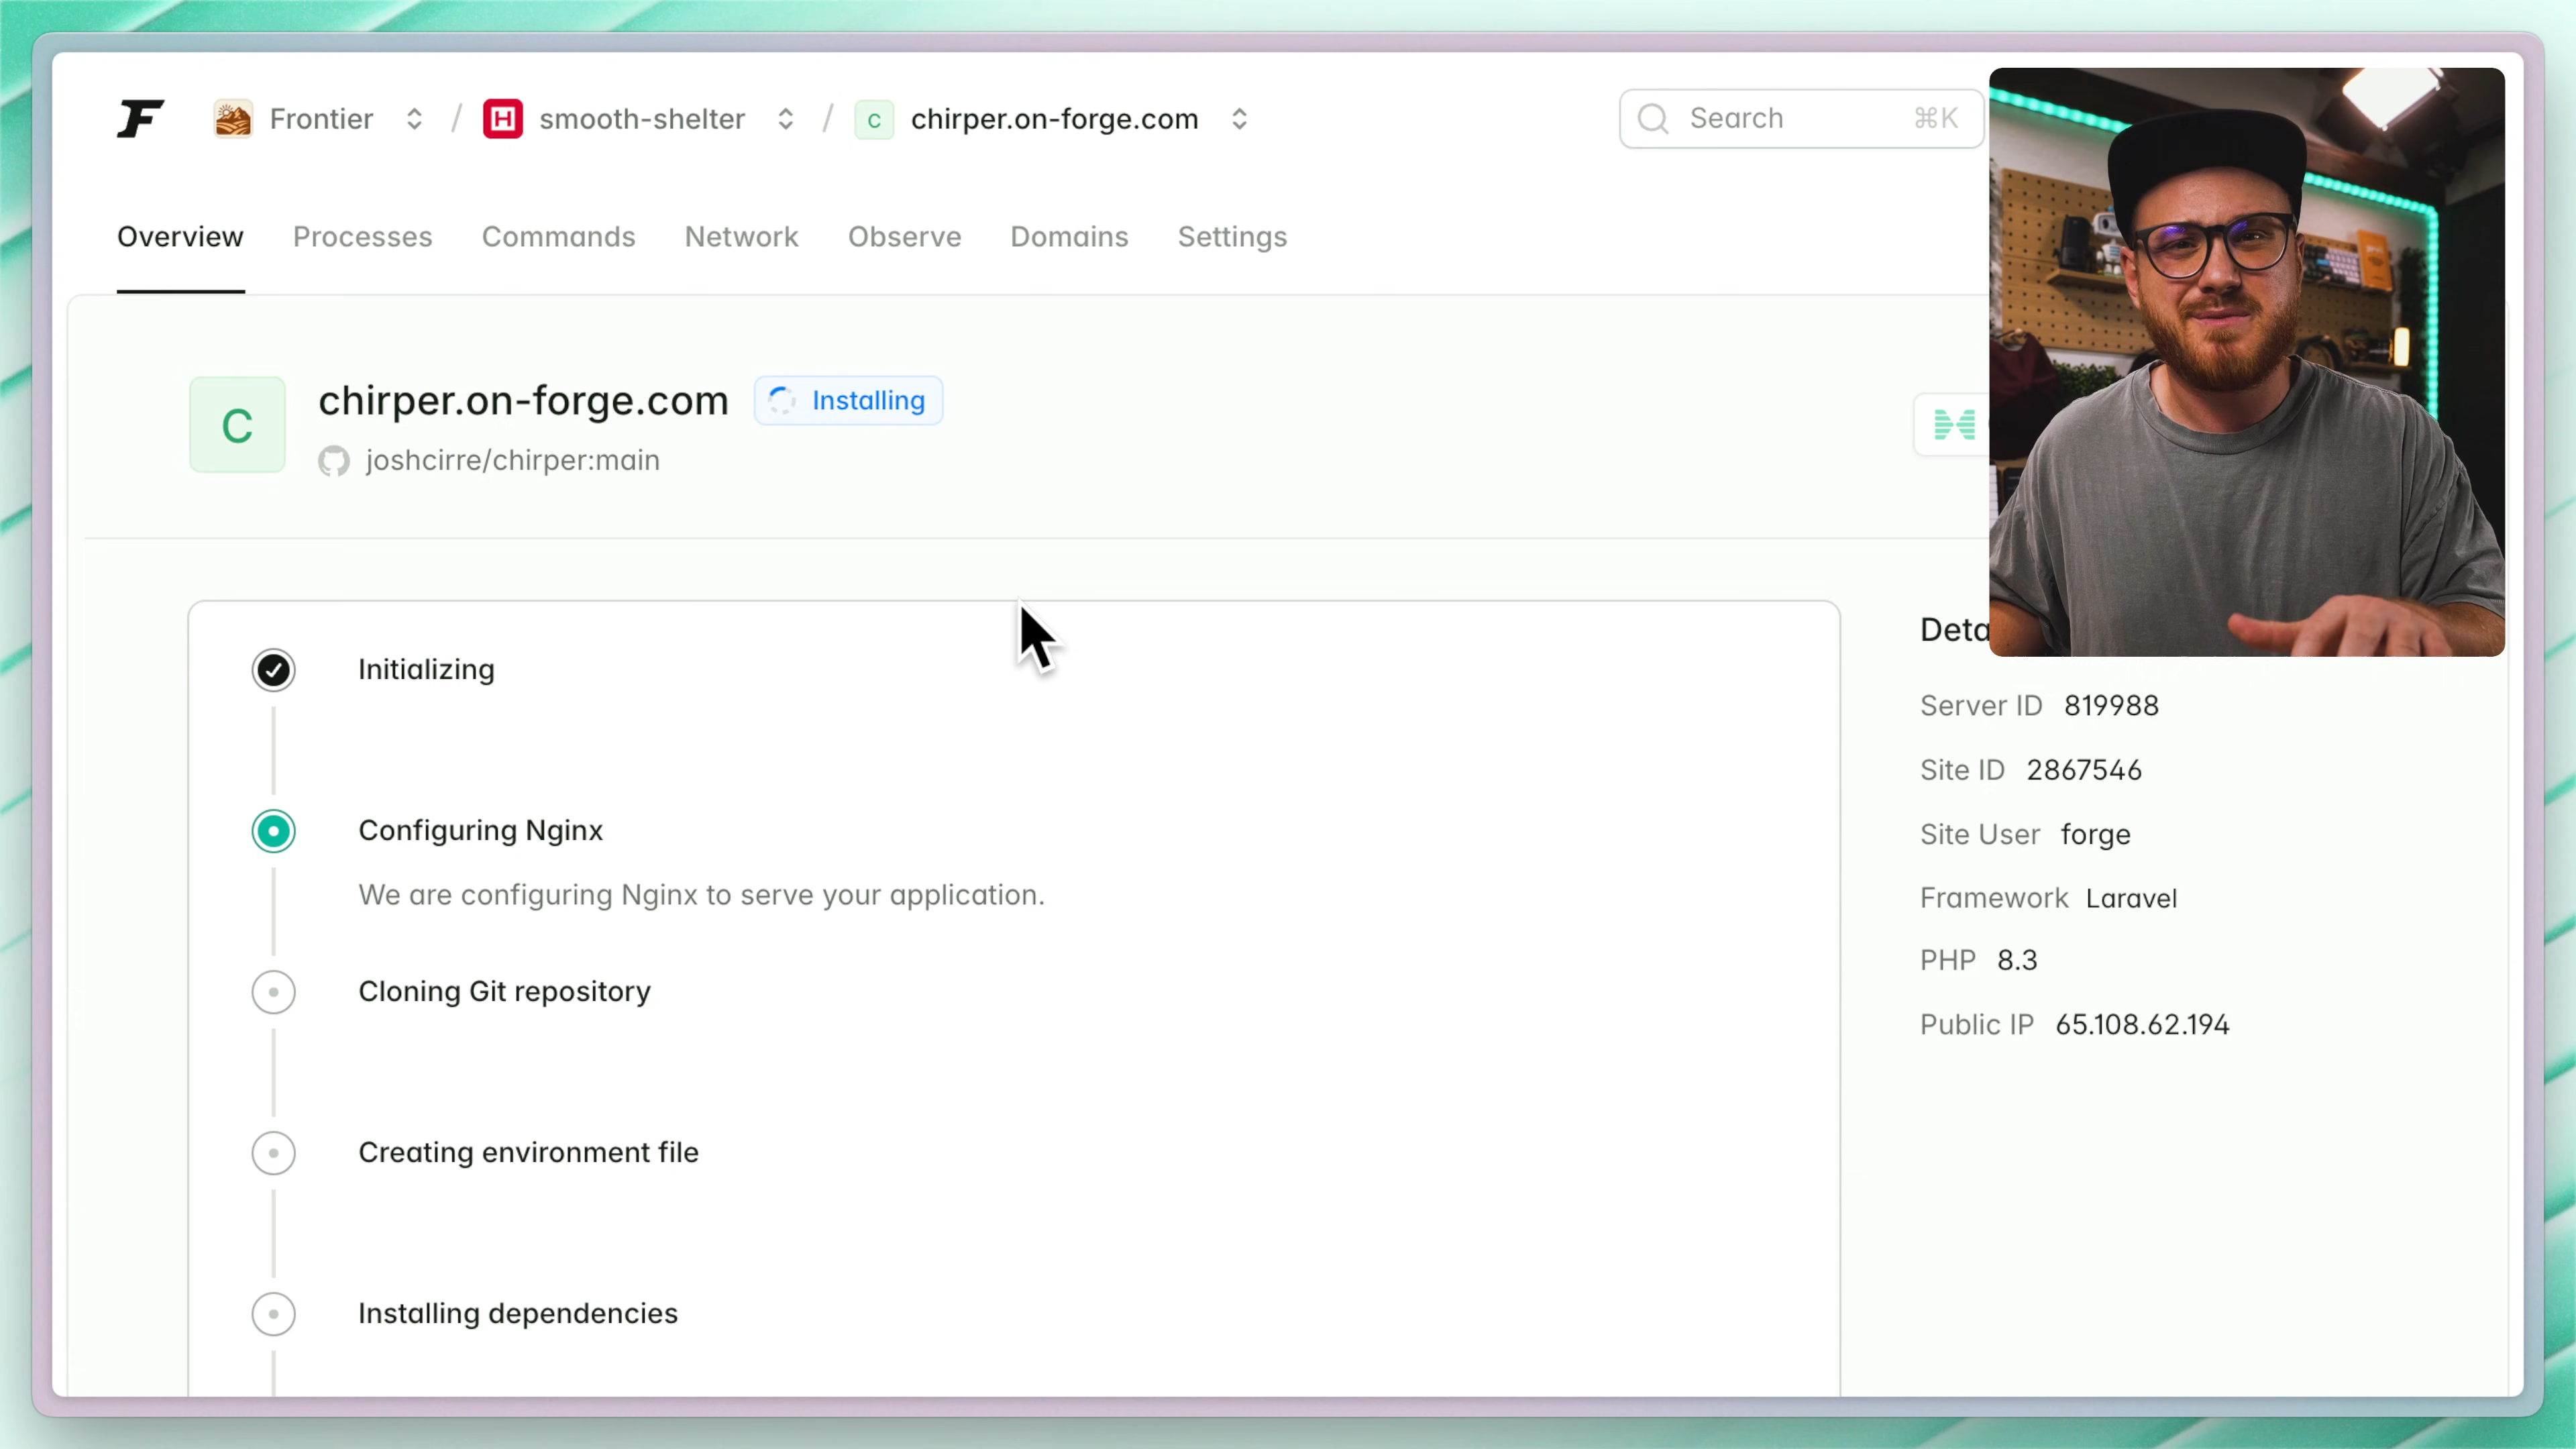 Frontier / H smooth-shelter / C chirper.on-forge.com
Search ⌘K
Overview Processes Commands Network Observe Domains Settings
C
chirper.on-forge.com Installing
joshcirre/chirper:main
Initializing
Configuring Nginx
We are configuring Nginx to serve your application.
Cloning Git repository
Creating environment file
Installing dependencies
Server ID 819988
Site ID 2867546
Site User forge
Framework Laravel
PHP 8.3
Public IP 65.108.62.194